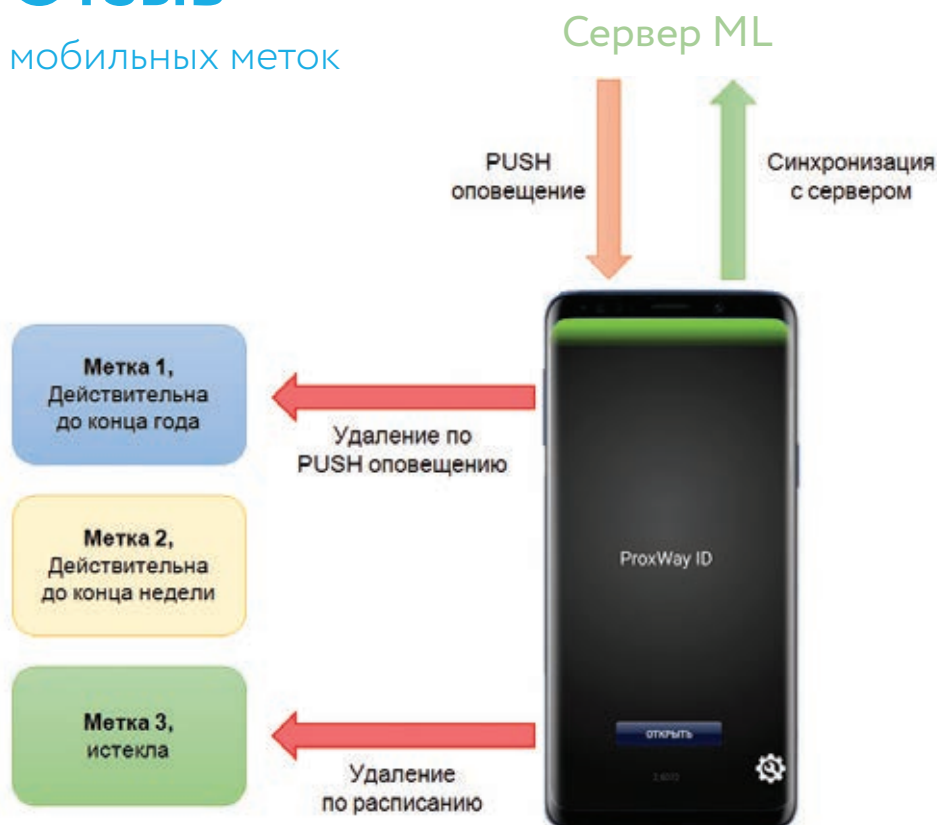 Отзыв
мобильных меток
Сервер ML
PUSH
оповещение
Синхронизация
с сервером
Метка 1,
Действительна
до конца года
Удаление по
PUSH оповещению
Метка 2,
Действительна
до конца недели
ProxWay ID
Метка 3,
истекла
ОТКРЫТЬ
Удаление
по расписанию